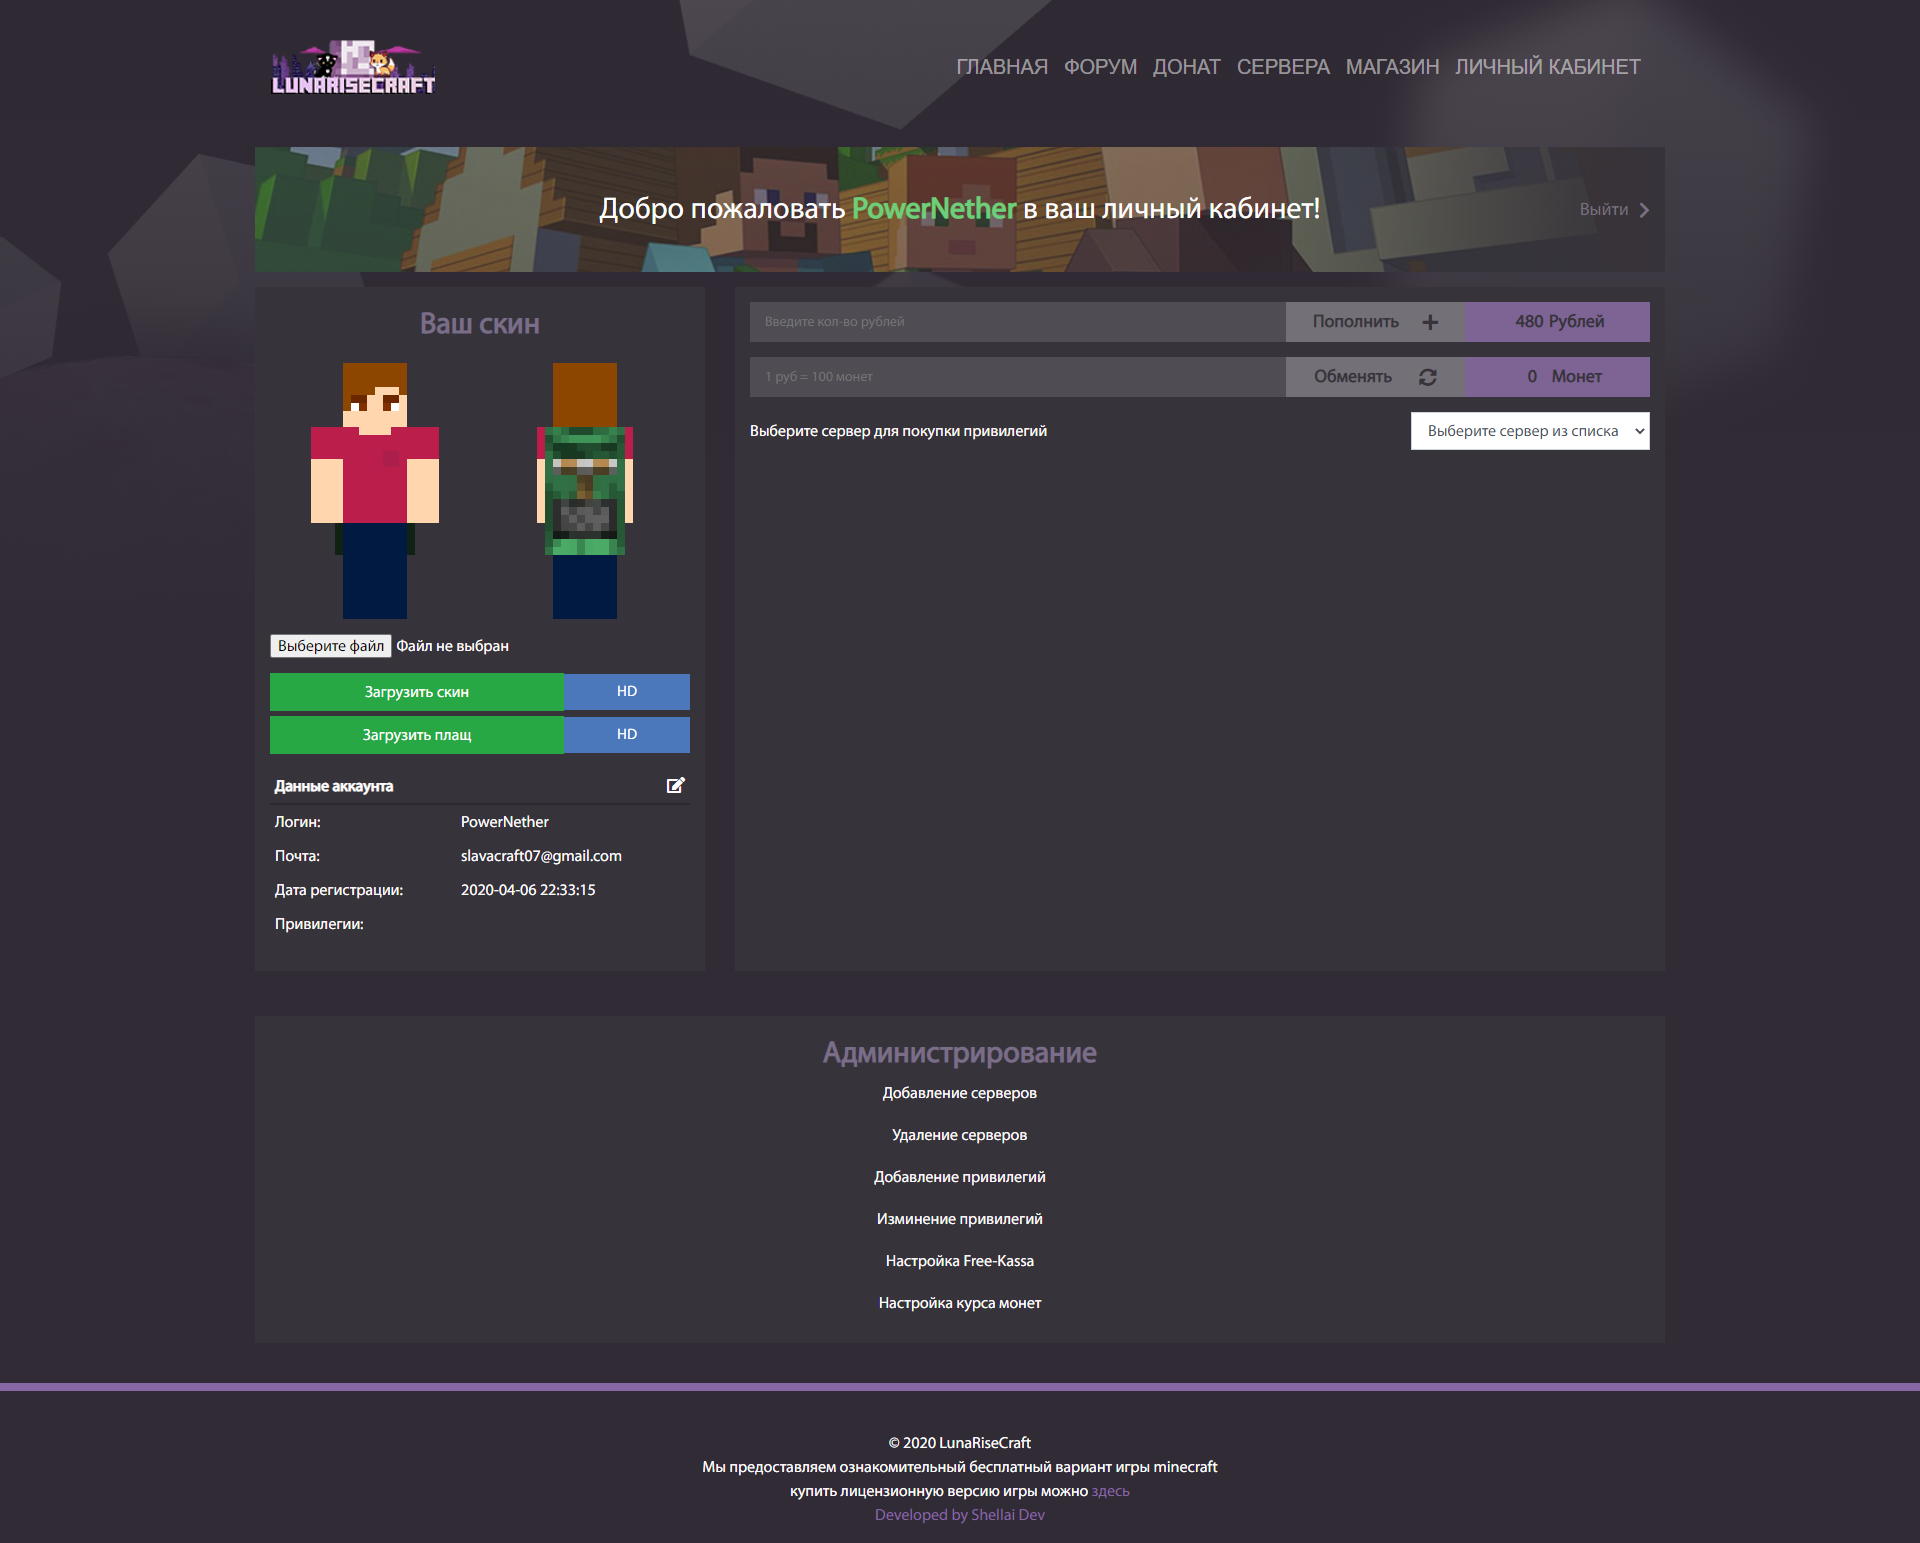 LUNARISECRAFT
ГЛАВНАЯ ФОРУМ ДОНАТ СЕРВЕРА МАГАЗИН ЛИЧНЫЙ КАБИНЕТ
Добро пожаловать PowerNether в ваш личный кабинет!
Выйти
Ваш скин
Выберите файл Файл не выбран
Загрузить скин HD
Загрузить плащ HD
Данные аккаунта
Логин: PowerNether
Почта: slavacraft07@gmail.com
Дата регистрации: 2020-04-06 22:33:15
Привилегии:
Введите кол-во рублей Пополнить 480 Рублей
1 руб = 100 монет Обменять 0 Монет
Выберите сервер для покупки привилегий Выберите сервер из списка
Администрирование
Добавление серверов
Удаление серверов
Добавление привилегий
Изминение привилегий
Настройка Free-Kassa
Настройка курса монет
© 2020 LunaRiseCraft
Мы предоставляем ознакомительный бесплатный вариант игры minecraft
купить лицензионную версию игры можно здесь
Developed by Shellai Dev